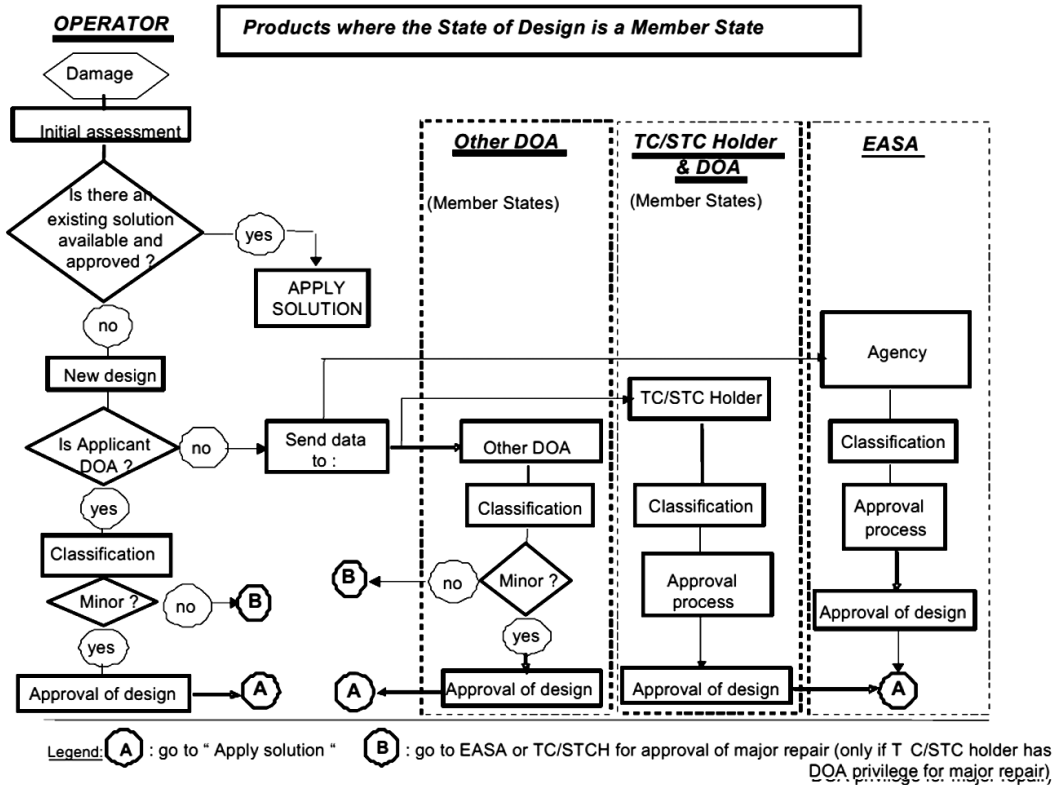 OPERATOR
Products where the State of Design is a Member State
Damage
Initial assessment
Is there an
existing solution
available and
approved ?
yes
APPLY
SOLUTION
no
New design
Is Applicant
DOA ?
no
Send data
to :
yes
Classification
Minor ?
no
B
yes
Approval of design
A
Other DOA
(Member States)
Other DOA
Classification
Minor ?
no
B
yes
Approval of design
A
TC/STC Holder
& DOA
(Member States)
TC/STC Holder
Classification
Approval
process
Approval of design
EASA
Agency
Classification
Approval
process
Approval of design
A
Legend: A : go to “ Apply solution “ B : go to EASA or TC/STCH for approval of major repair (only if T C/STC holder has
DOA privilege for major repair)